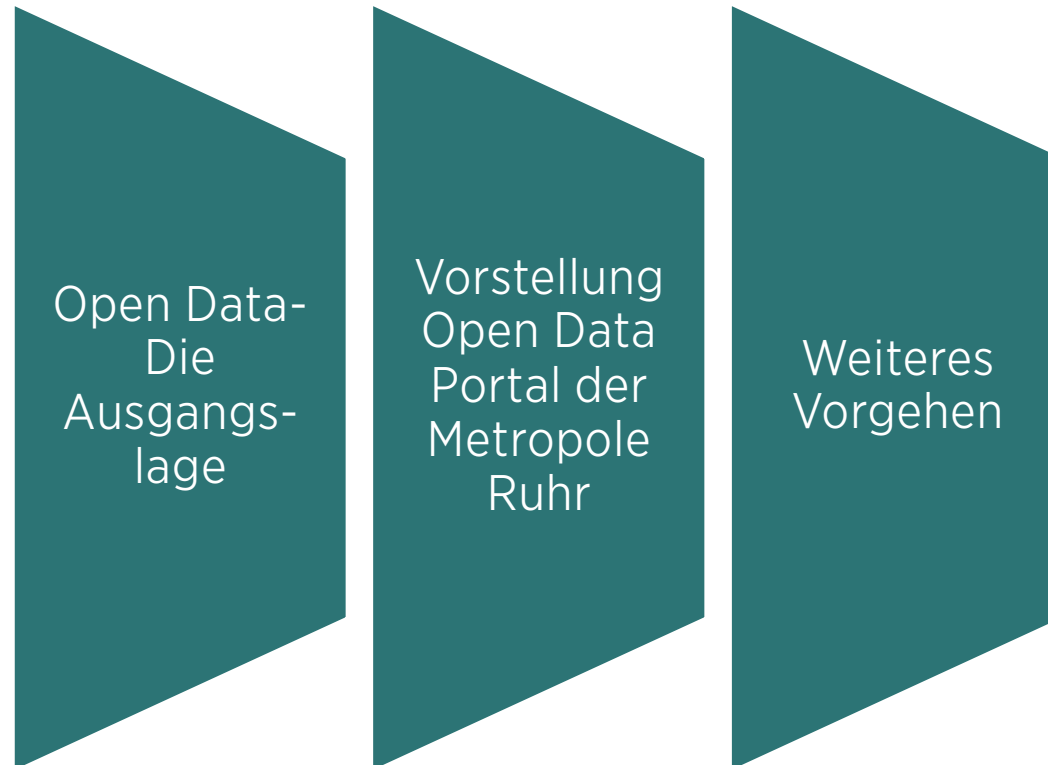 Open Data-
Die
Ausgangs-
lage
Vorstellung
Open Data
Portal der
Metropole
Ruhr
Weiteres
Vorgehen